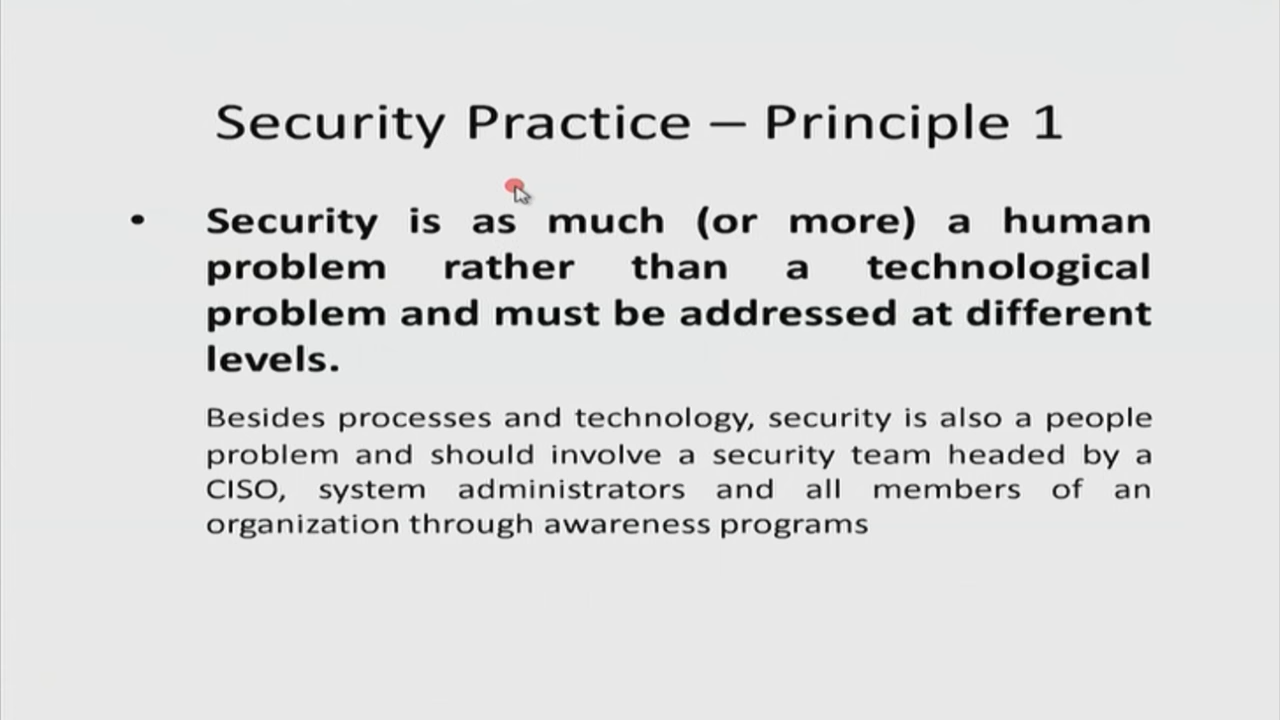 Security Practice – Principle 1
• Security is as much (or more) a human
problem rather than a technological
problem and must be addressed at different
levels.
Besides processes and technology, security is also a people
problem and should involve a security team headed by a
CISO, system administrators and all members of an
organization through awareness programs